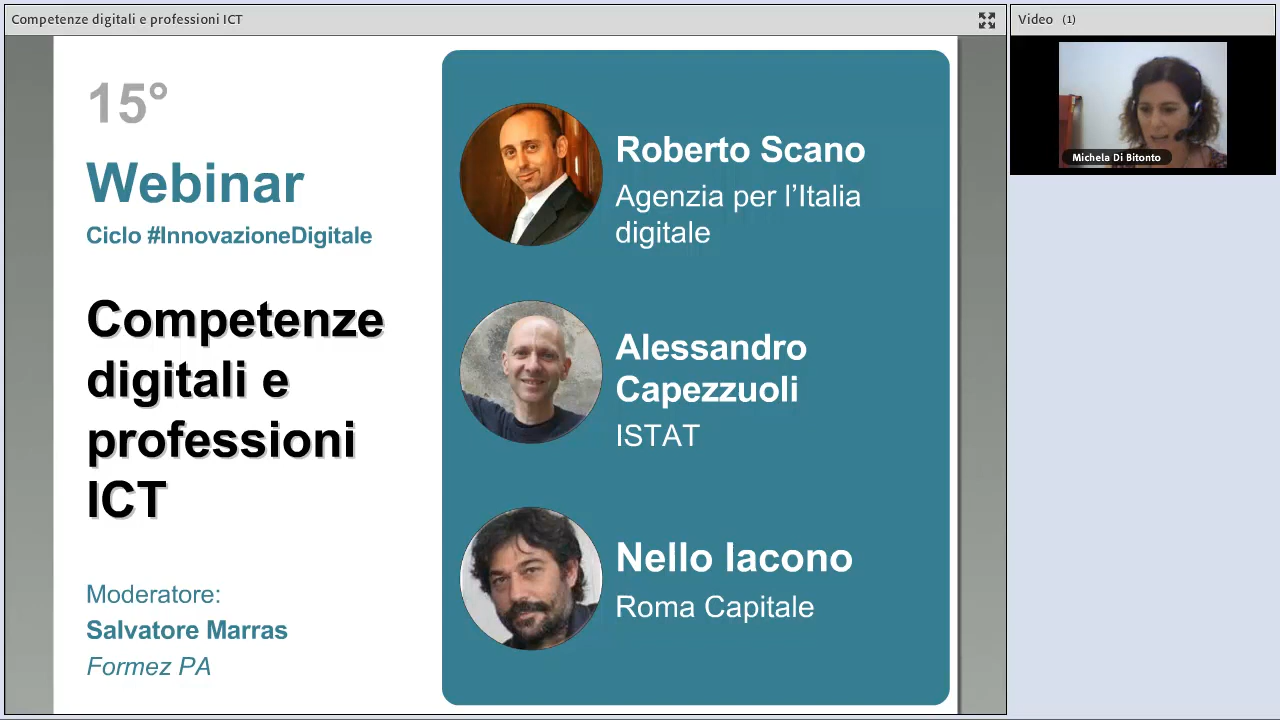 Competenze digitali e professioni ICT
Video (1)
Michela Di Bitonto
15°
Webinar
Ciclo #InnovazioneDigitale
Competenze
digitali e
professioni
ICT
Moderatore:
Salvatore Marras
Formez PA
Roberto Scano
Agenzia per l’Italia
digitale
Alessandro
Capezzuoli
ISTAT
Nello Iacono
Roma Capitale